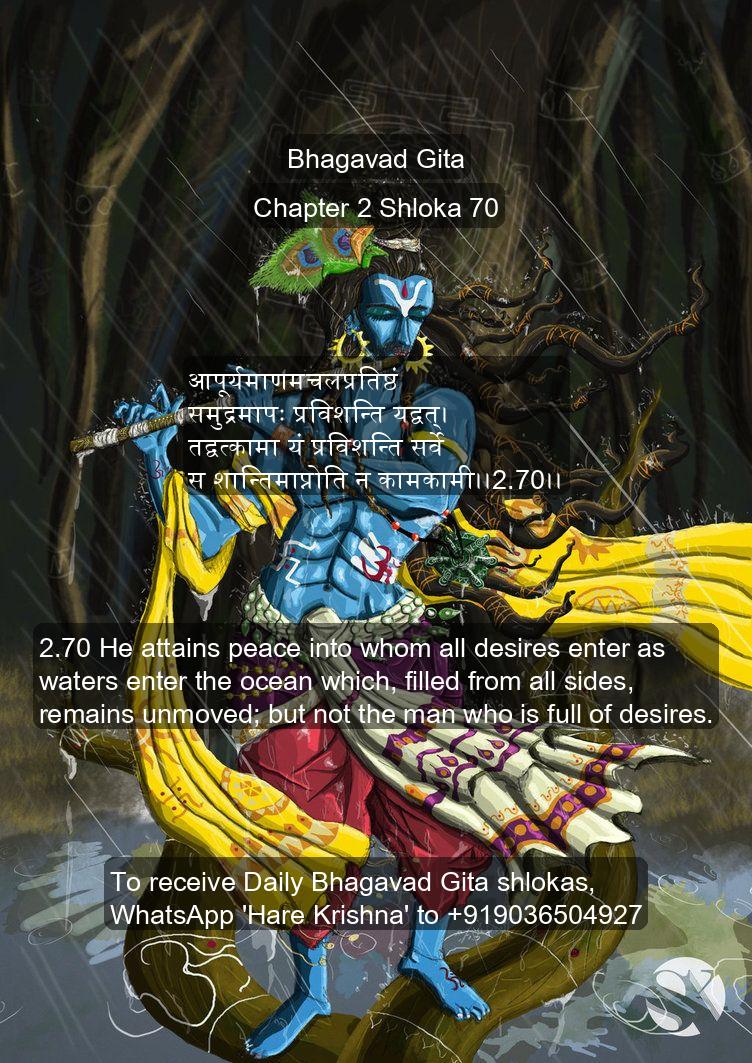 Bhagavad Gita
Chapter 2 Shloka 70
आपूर्यमाणमचलप्रतिष्ठं
समुद्रमापः प्रविशन्ति यद्वत्।
तद्वत्कामा यं प्रविशन्ति सर्वे
स शान्तिमाप्नोति न कामकामी।।2.70।।
2.70 He attains peace into whom all desires enter as
waters enter the ocean which, filled from all sides,
remains unmoved; but not the man who is full of desires.
To receive Daily Bhagavad Gita shlokas,
WhatsApp 'Hare Krishna' to +919036504927